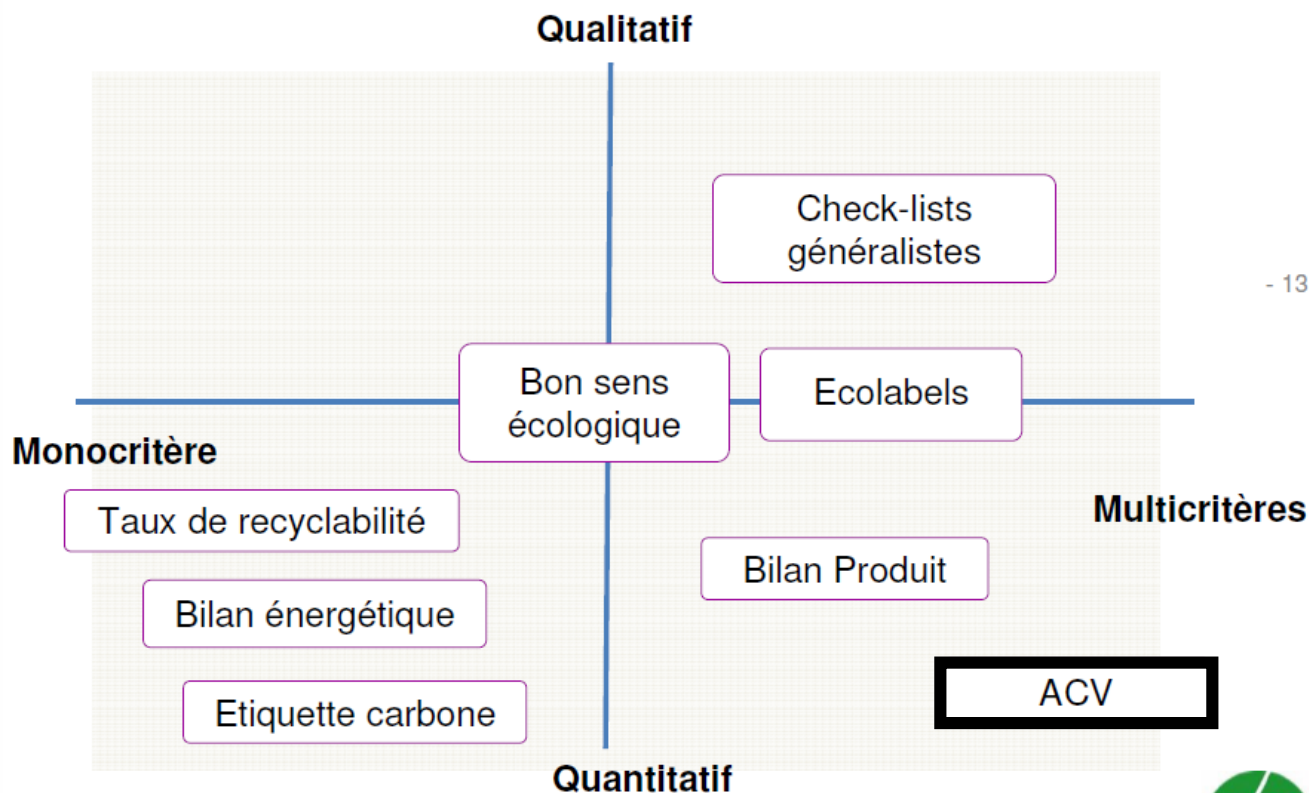 Qualitatif
Check-lists
généralistes
- 13
Bon sens
écologique
Ecolabels
Monocritère
Taux de recyclabilité
Multicritères
Bilan Produit
Bilan énergétique
ACV
Etiquette carbone
Quantitatif